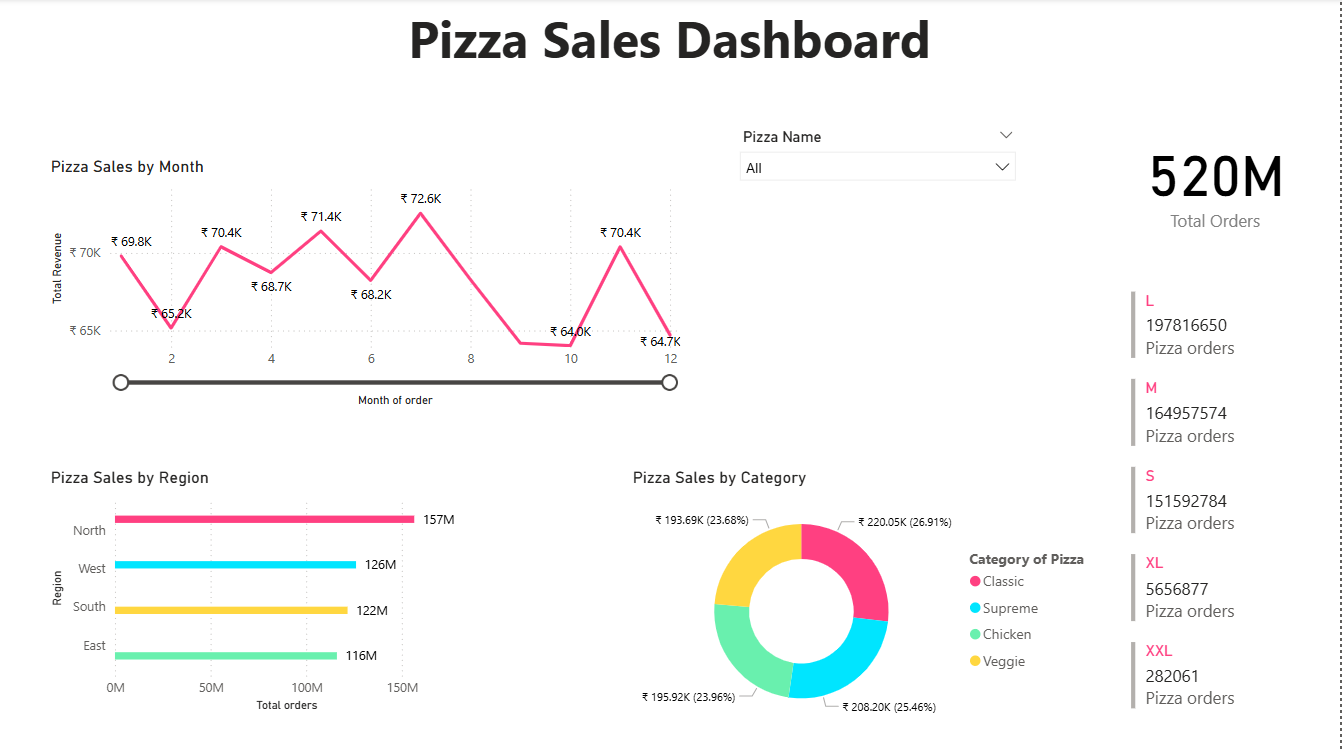 Pizza Sales Dashboard
Pizza Sales by Month
Total Revenue
₹ 70K
₹ 65K
₹ 69.8K
₹ 65.2K
₹ 70.4K
₹ 68.7K
₹ 71.4K
₹ 68.2K
₹ 72.6K
₹ 64.0K
₹ 70.4K
₹ 64.7K
2 4 6 8 10 12
Month of order
Pizza Name
All
520M
Total Orders
L
197816650
Pizza orders
M
164957574
Pizza orders
S
151592784
Pizza orders
XL
5656877
Pizza orders
XXL
282061
Pizza orders
Pizza Sales by Region
Region
North 157M
West 126M
South 122M
East 116M
0M 50M 100M 150M
Total orders
Pizza Sales by Category
₹ 193.69K (23.68%)
₹ 220.05K (26.91%)
₹ 195.92K (23.96%)
₹ 208.20K (25.46%)
Category of Pizza
Classic
Supreme
Chicken
Veggie